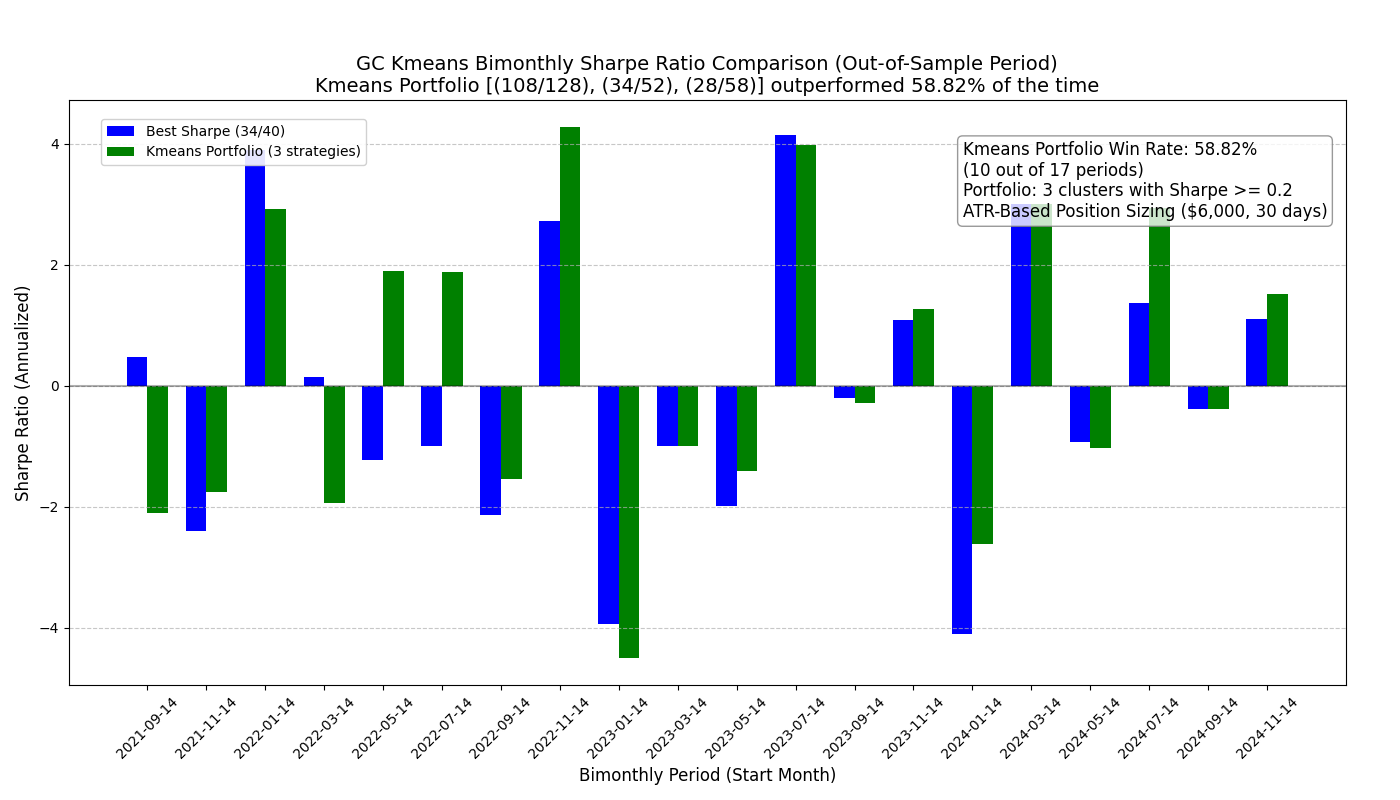 GC Kmeans Bimonthly Sharpe Ratio Comparison (Out-of-Sample Period)
Kmeans Portfolio [(108/128), (34/52), (28/58)] outperformed 58.82% of the time
Best Sharpe (34/40)
Kmeans Portfolio (3 strategies)
Kmeans Portfolio Win Rate: 58.82%
(10 out of 17 periods)
Portfolio: 3 clusters with Sharpe >= 0.2
ATR-Based Position Sizing ($6,000, 30 days)
Sharpe Ratio (Annualized)
4
2
0
−2
−4
2021-09-14
2021-11-14
2022-01-14
2022-03-14
2022-05-14
2022-07-14
2022-09-14
2022-11-14
2023-01-14
2023-03-14
2023-05-14
2023-07-14
2023-09-14
2023-11-14
2024-01-14
2024-03-14
2024-05-14
2024-07-14
2024-09-14
2024-11-14
Bimonthly Period (Start Month)